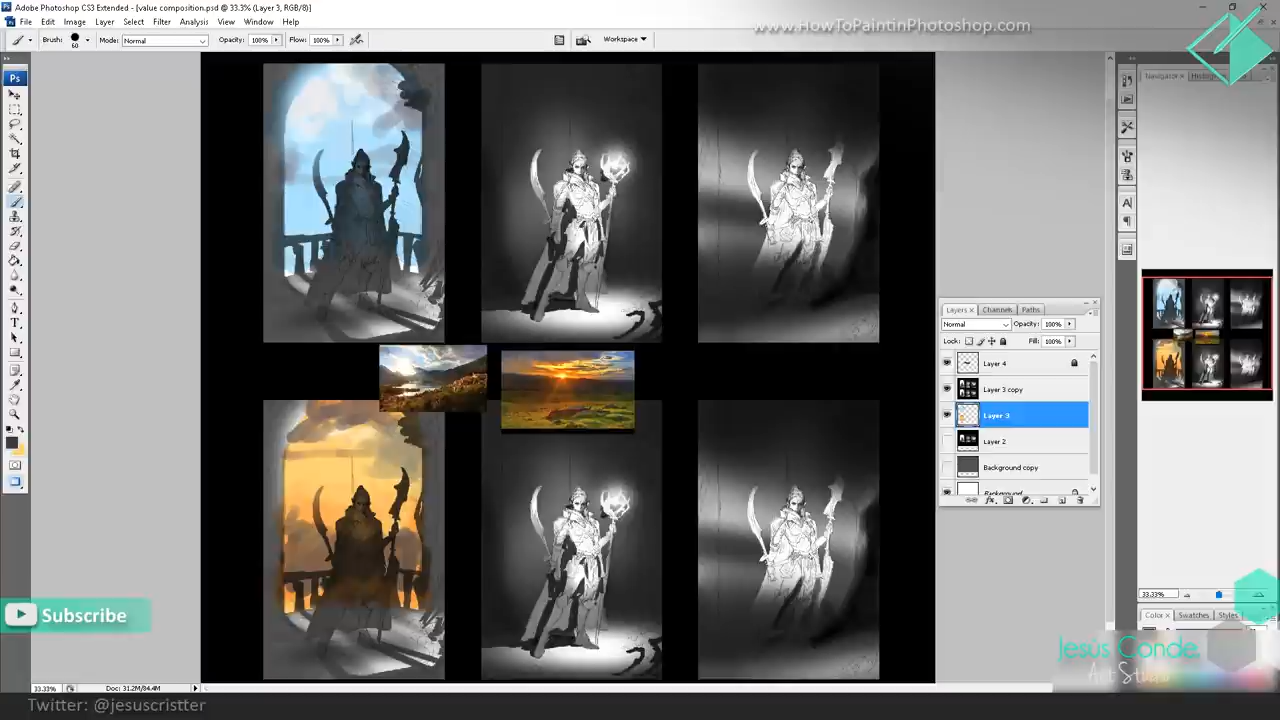 Adobe Photoshop CS3 Extended - [value composition.psd @ 33.3% (Layer 3, RGB/8)]
File Edit Image Layer Select Filter Analysis View Window Help
www.HowToPaintinPhotoshop.com
Brush: 60 Mode: Normal Opacity: 100% Flow: 100% Workspace
Ps
Navigator
Layers Channels Paths
Normal Opacity: 100%
Lock: Fill: 100%
Layer 4
Layer 3 copy
Layer 3
Layer 2
Background copy
Background
33.33%
Color Swatches Styles
Subscribe
Jesús Conde
Art Studio
33.33% Doc: 31.2M/84.4M
Twitter: @jesuscristter